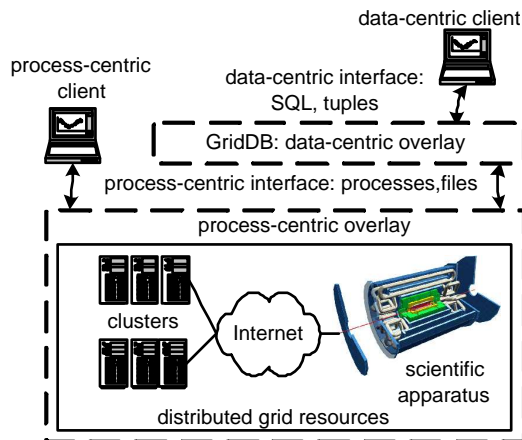 data-centric client
process-centric
client
data-centric interface:
SQL, tuples
GridDB: data-centric overlay
process-centric interface: processes,files
process-centric overlay
clusters
Internet
scientific
apparatus
distributed grid resources